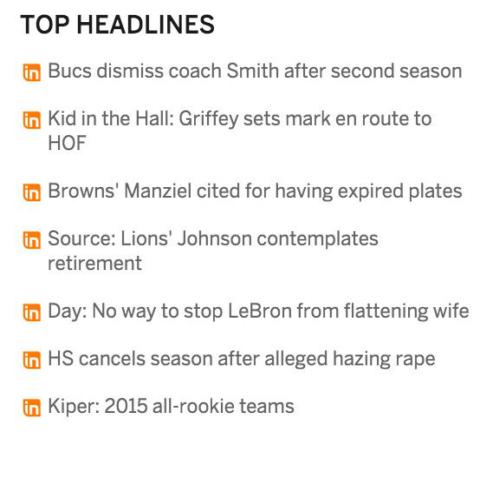 TOP HEADLINES
in Bucs dismiss coach Smith after second season
in Kid in the Hall: Griffey sets mark en route to
HOF
in Browns' Manziel cited for having expired plates
in Source: Lions' Johnson contemplates
retirement
in Day: No way to stop LeBron from flattening wife
in HS cancels season after alleged hazing rape
in Kiper: 2015 all-rookie teams